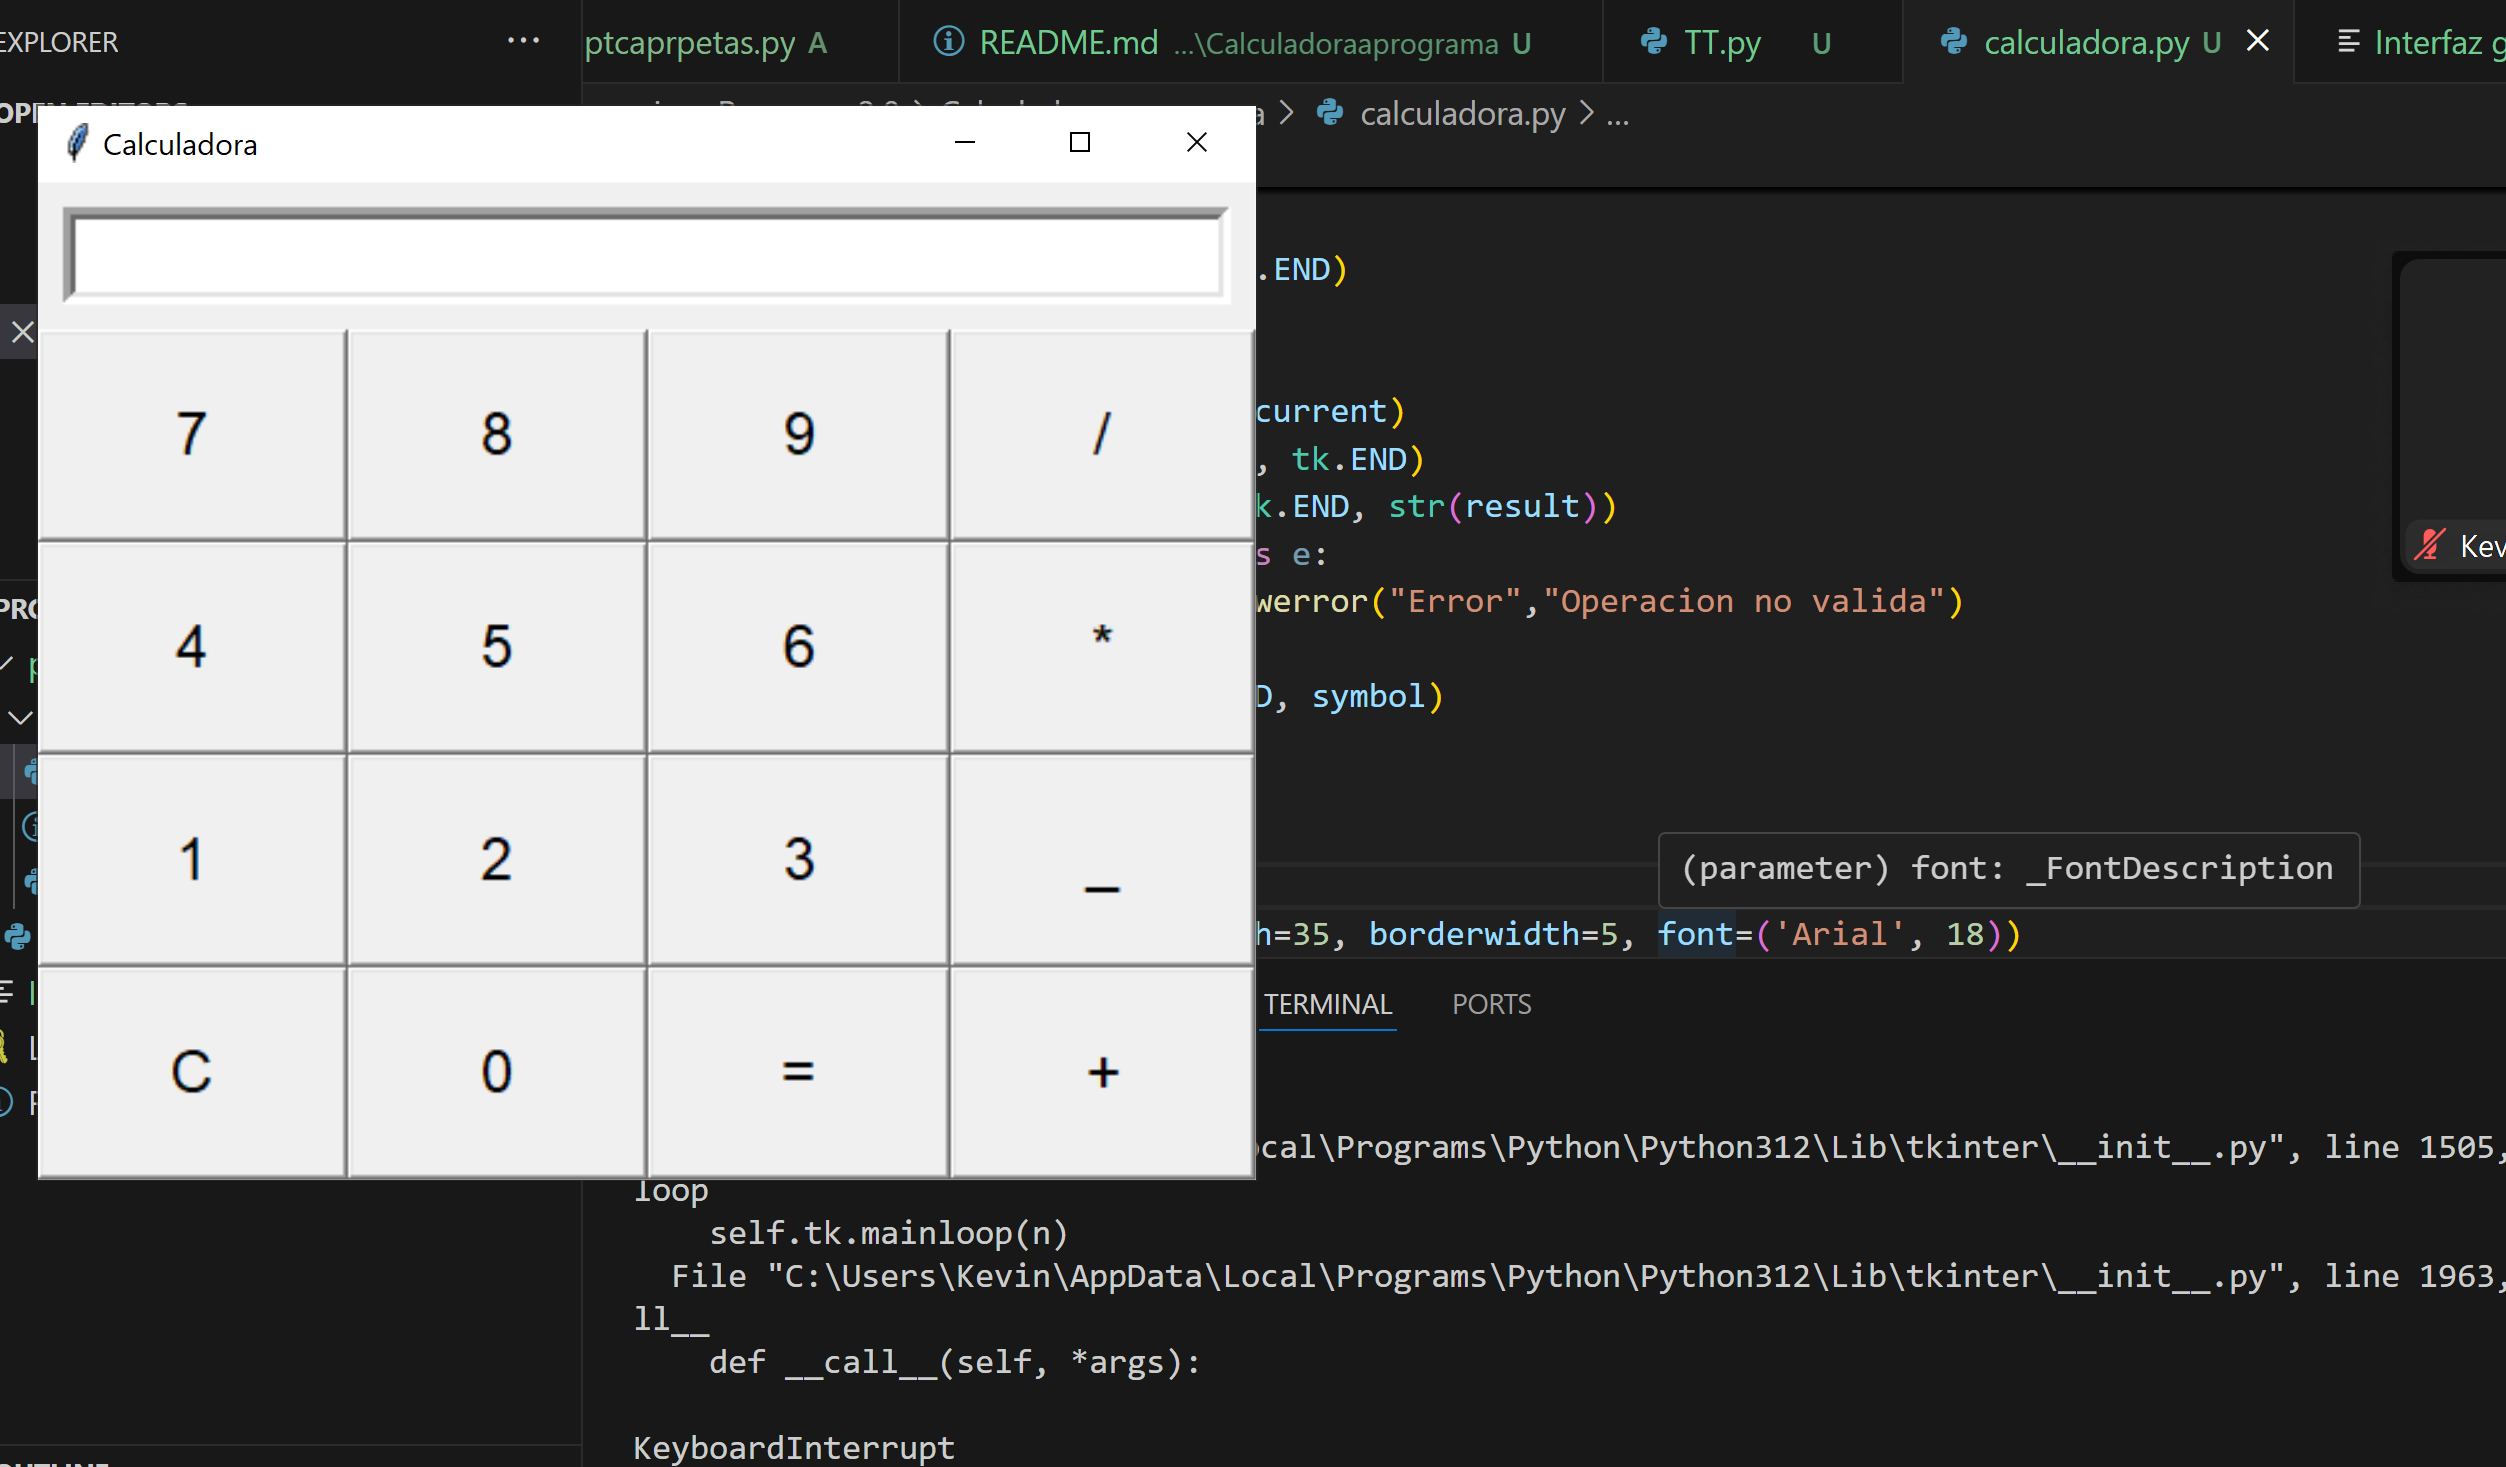 EXPLORER
ptcaprpetas.py A
README.md ...\Calculadoraaprograma U
TT.py U
calculadora.py U
Interfaz g
calculadora.py > ...
Calculadora
7 8 9 /
4 5 6 *
1 2 3 _
C 0 = +
.END)
current)
, tk.END)
k.END, str(result))
s e:
werror("Error","Operacion no valida")
D, symbol)
(parameter) font: _FontDescription
h=35, borderwidth=5, font=('Arial', 18))
Kev
TERMINAL PORTS
ocal\Programs\Python\Python312\Lib\tkinter\__init__.py", line 1505,
loop
self.tk.mainloop(n)
File "C:\Users\Kevin\AppData\Local\Programs\Python\Python312\Lib\tkinter\__init__.py", line 1963,
ll__
def __call__(self, *args):
KeyboardInterrupt